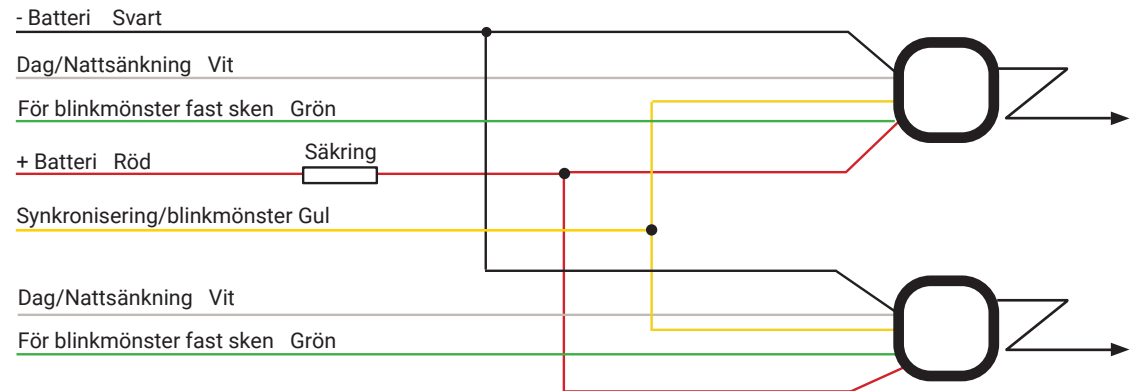 - Batteri Svart
Dag/Nattsänkning Vit
För blinkmönster fast sken Grön
Säkring
+ Batteri Röd
Synkronisering/blinkmönster Gul
Dag/Nattsänkning Vit
För blinkmönster fast sken Grön